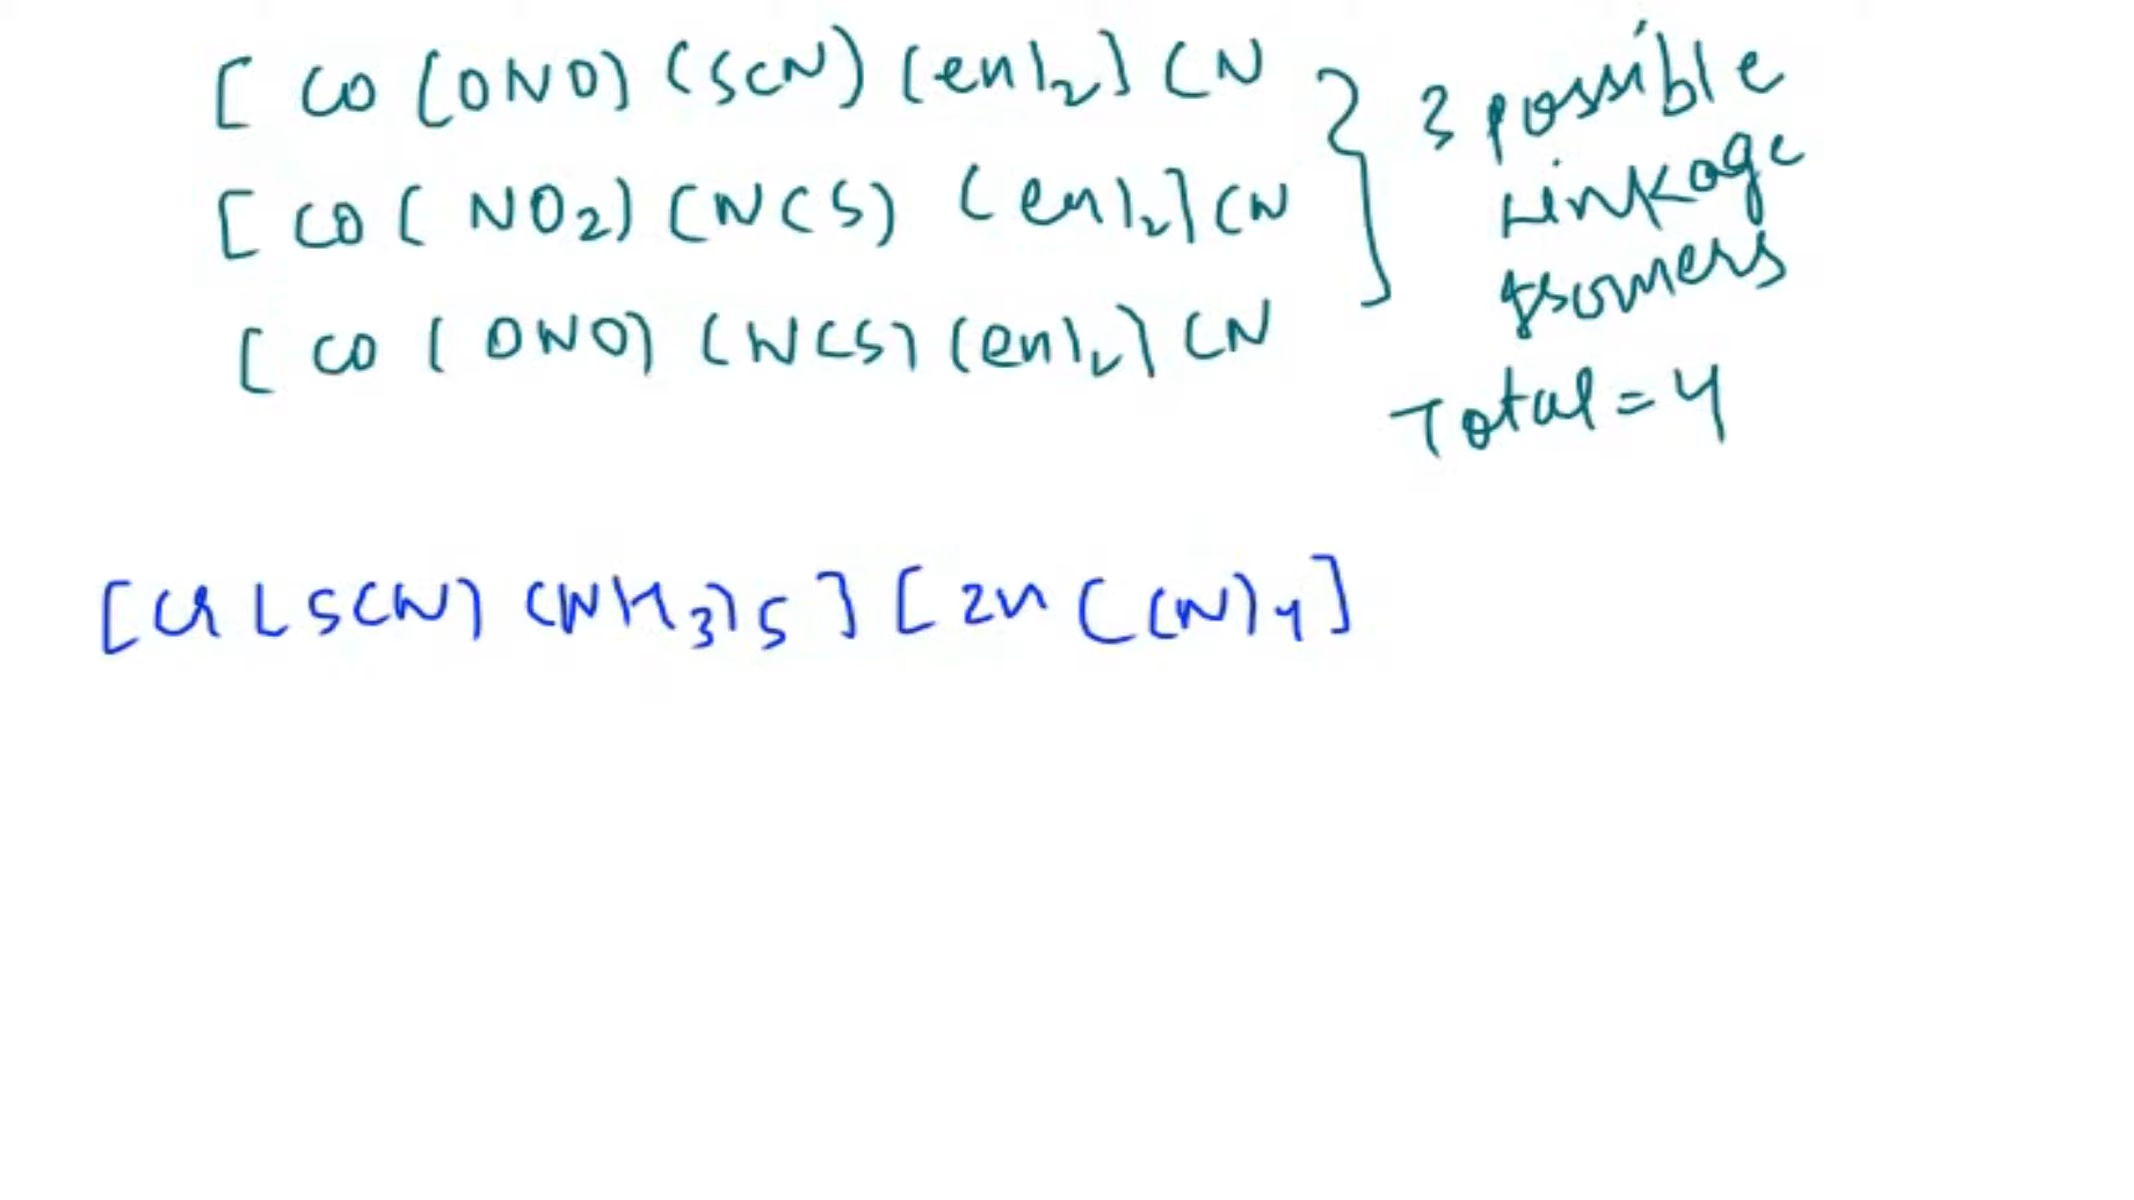 [ Co (ONO) (SCN) (en)2] CN
[ Co ( NO2) (NCS) (en)2] CN
[ Co ( ONO) (NCS) (en)2] CN
3 possible
Linkage
Isomers
Total = 4
[Cr (SCN) (NH3)5 ] [ Zn (CN)4 ]